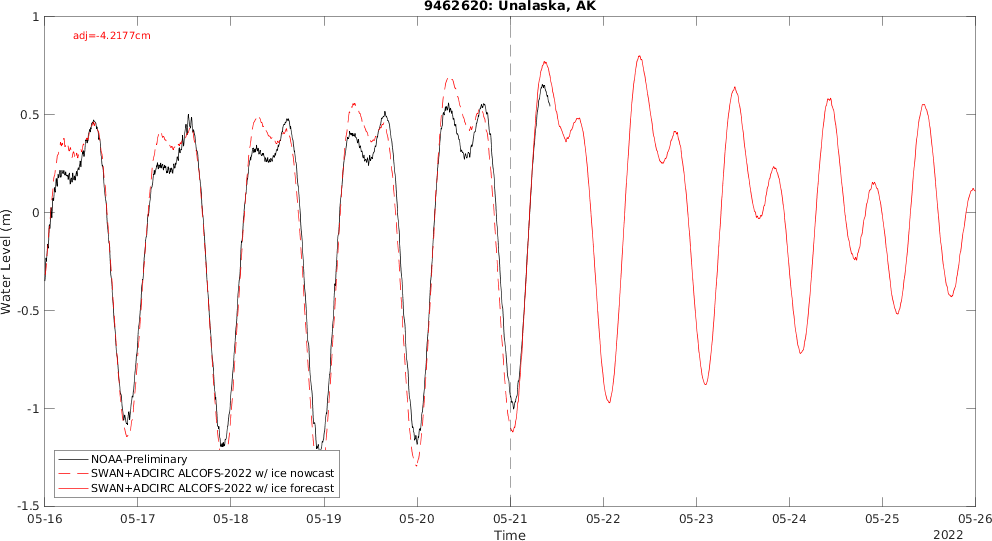 9462620: Unalaska, AK
adj=-4.2177cm
1
0.5
0
-0.5
-1
-1.5
Water Level (m)
NOAA-Preliminary
SWAN+ADCIRC ALCOFS-2022 w/ ice nowcast
SWAN+ADCIRC ALCOFS-2022 w/ ice forecast
05-16 05-17 05-18 05-19 05-20 05-21 05-22 05-23 05-24 05-25 05-26
Time
2022